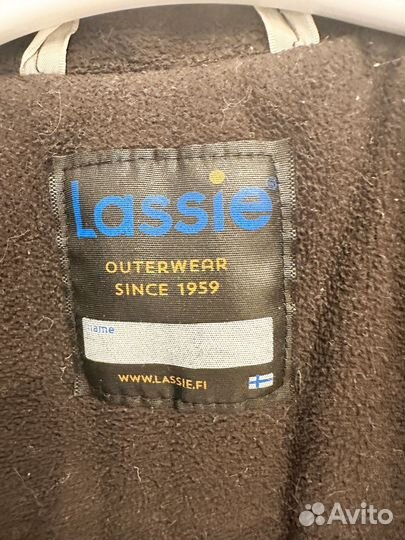 Lassie®
OUTERWEAR
SINCE 1959
name
WWW.LASSIE.FI
Avito